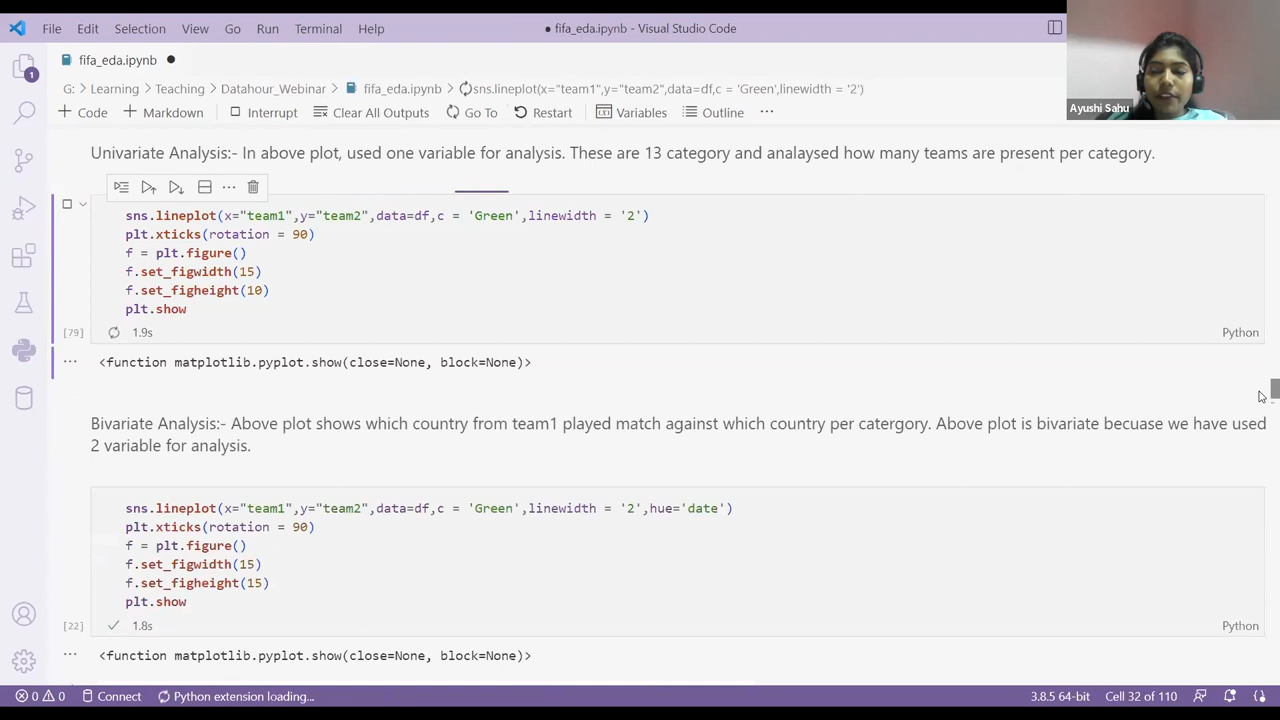 File Edit Selection View Go Run Terminal Help
● fifa_eda.ipynb - Visual Studio Code
fifa_eda.ipynb ●
G: > Learning > Teaching > Datahour_Webinar > fifa_eda.ipynb > sns.lineplot(x="team1",y="team2",data=df,c = 'Green',linewidth = '2')
+ Code + Markdown Interrupt Clear All Outputs Go To Restart Variables Outline ...
Ayushi Sahu
1
Univariate Analysis:- In above plot, used one variable for analysis. These are 13 category and analaysed how many teams are present per category.
sns.lineplot(x="team1",y="team2",data=df,c = 'Green',linewidth = '2')
plt.xticks(rotation = 90)
f = plt.figure()
f.set_figwidth(15)
f.set_figheight(10)
plt.show
[79] 1.9s Python
... <function matplotlib.pyplot.show(close=None, block=None)>
Bivariate Analysis:- Above plot shows which country from team1 played match against which country per catergory. Above plot is bivariate becuase we have used
2 variable for analysis.
sns.lineplot(x="team1",y="team2",data=df,c = 'Green',linewidth = '2',hue='date')
plt.xticks(rotation = 90)
f = plt.figure()
f.set_figwidth(15)
f.set_figheight(15)
plt.show
[22] 1.8s Python
... <function matplotlib.pyplot.show(close=None, block=None)>
0 0 Connect Python extension loading... 3.8.5 64-bit Cell 32 of 110